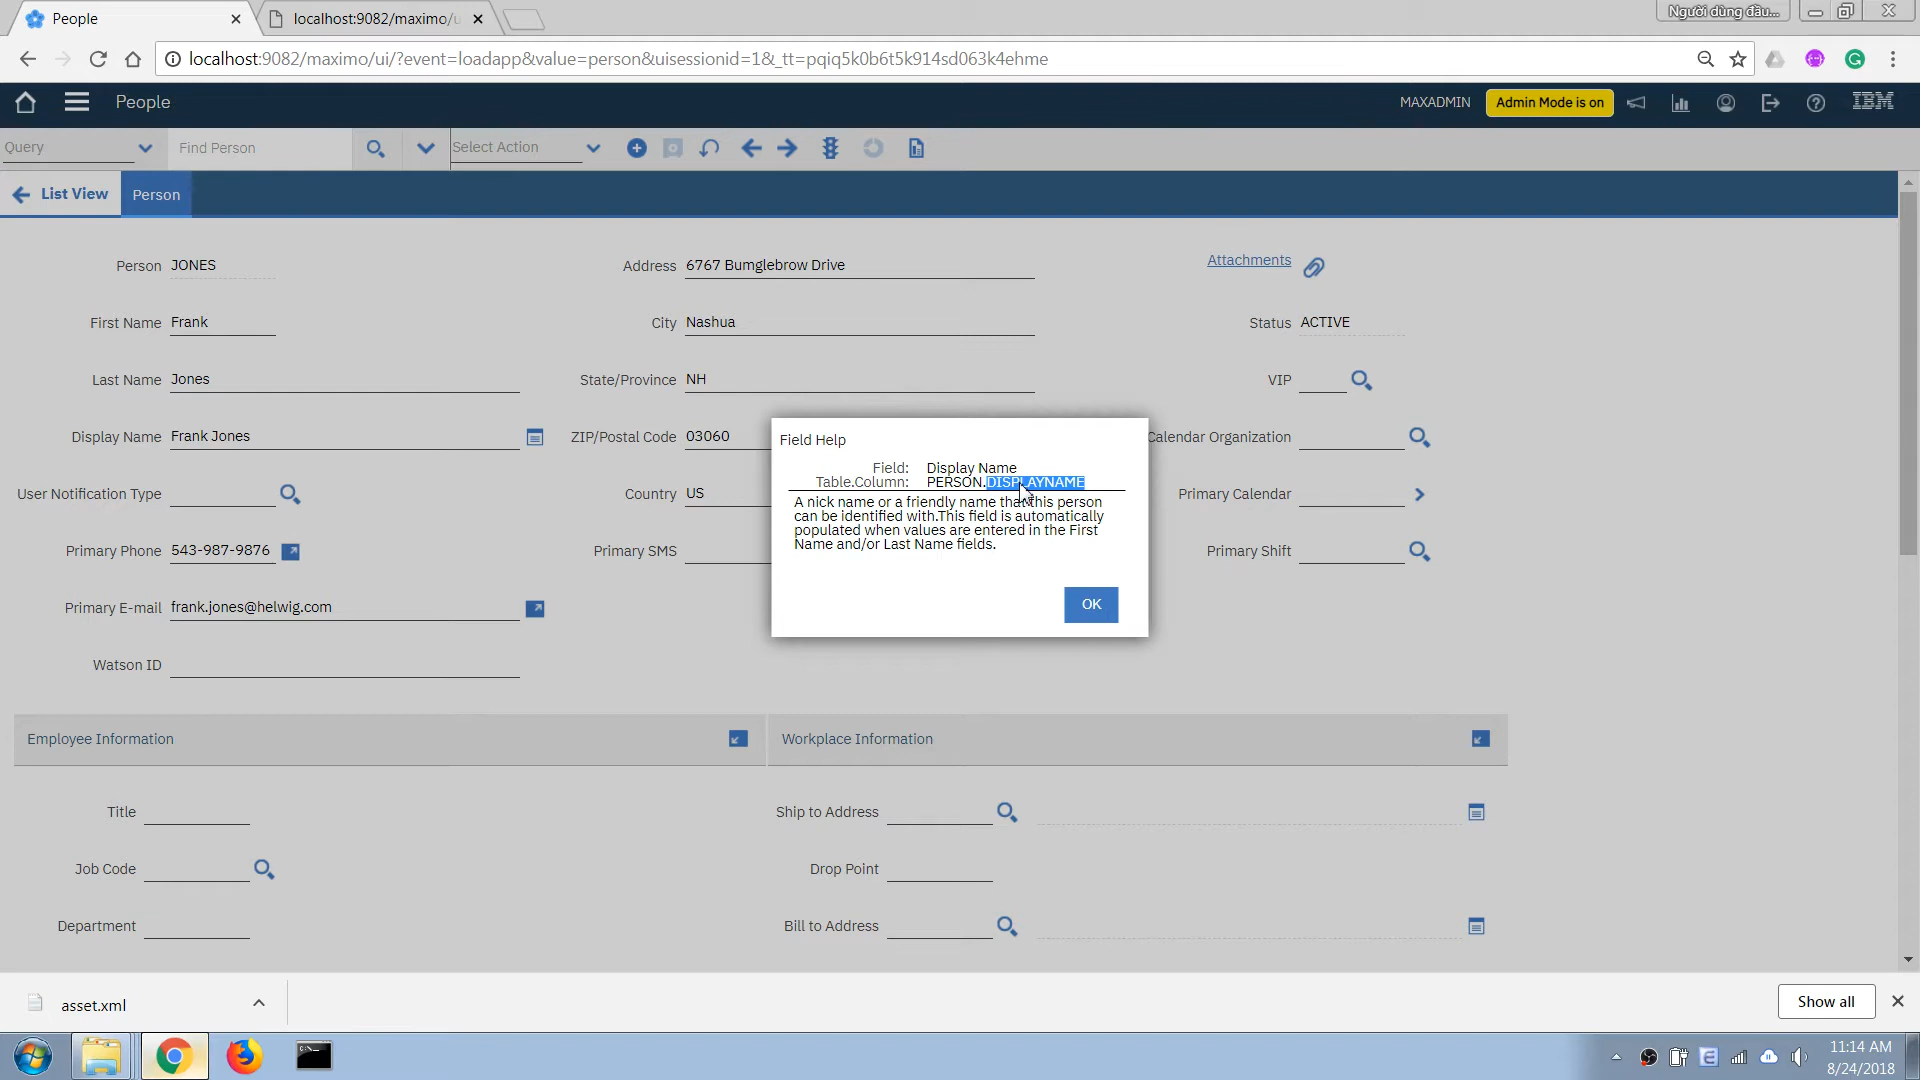 People
localhost:9082/maximo/u
Người dùng đầu...
localhost:9082/maximo/ui/?event=loadapp&value=person&uisessionid=1&_tt=pqiq5k0b6t5k914sd063k4ehme
People
MAXADMIN
Admin Mode is on
IBM
Query
Find Person
Select Action
List View
Person
Person JONES
Address 6767 Bumglebrow Drive
Attachments
First Name Frank
City Nashua
Status ACTIVE
Last Name Jones
State/Province NH
VIP
Display Name Frank Jones
ZIP/Postal Code 03060
Calendar Organization
Field Help
Field: Display Name
Table.Column: PERSON.DISPLAYNAME
A nick name or a friendly name that this person
can be identified with.This field is automatically
populated when values are entered in the First
Name and/or Last Name fields.
OK
User Notification Type
Country US
Primary Calendar
Primary Phone 543-987-9876
Primary SMS
Primary Shift
Primary E-mail frank.jones@helwig.com
Watson ID
Employee Information
Workplace Information
Title
Ship to Address
Job Code
Drop Point
Department
Bill to Address
asset.xml
Show all
11:14 AM
8/24/2018